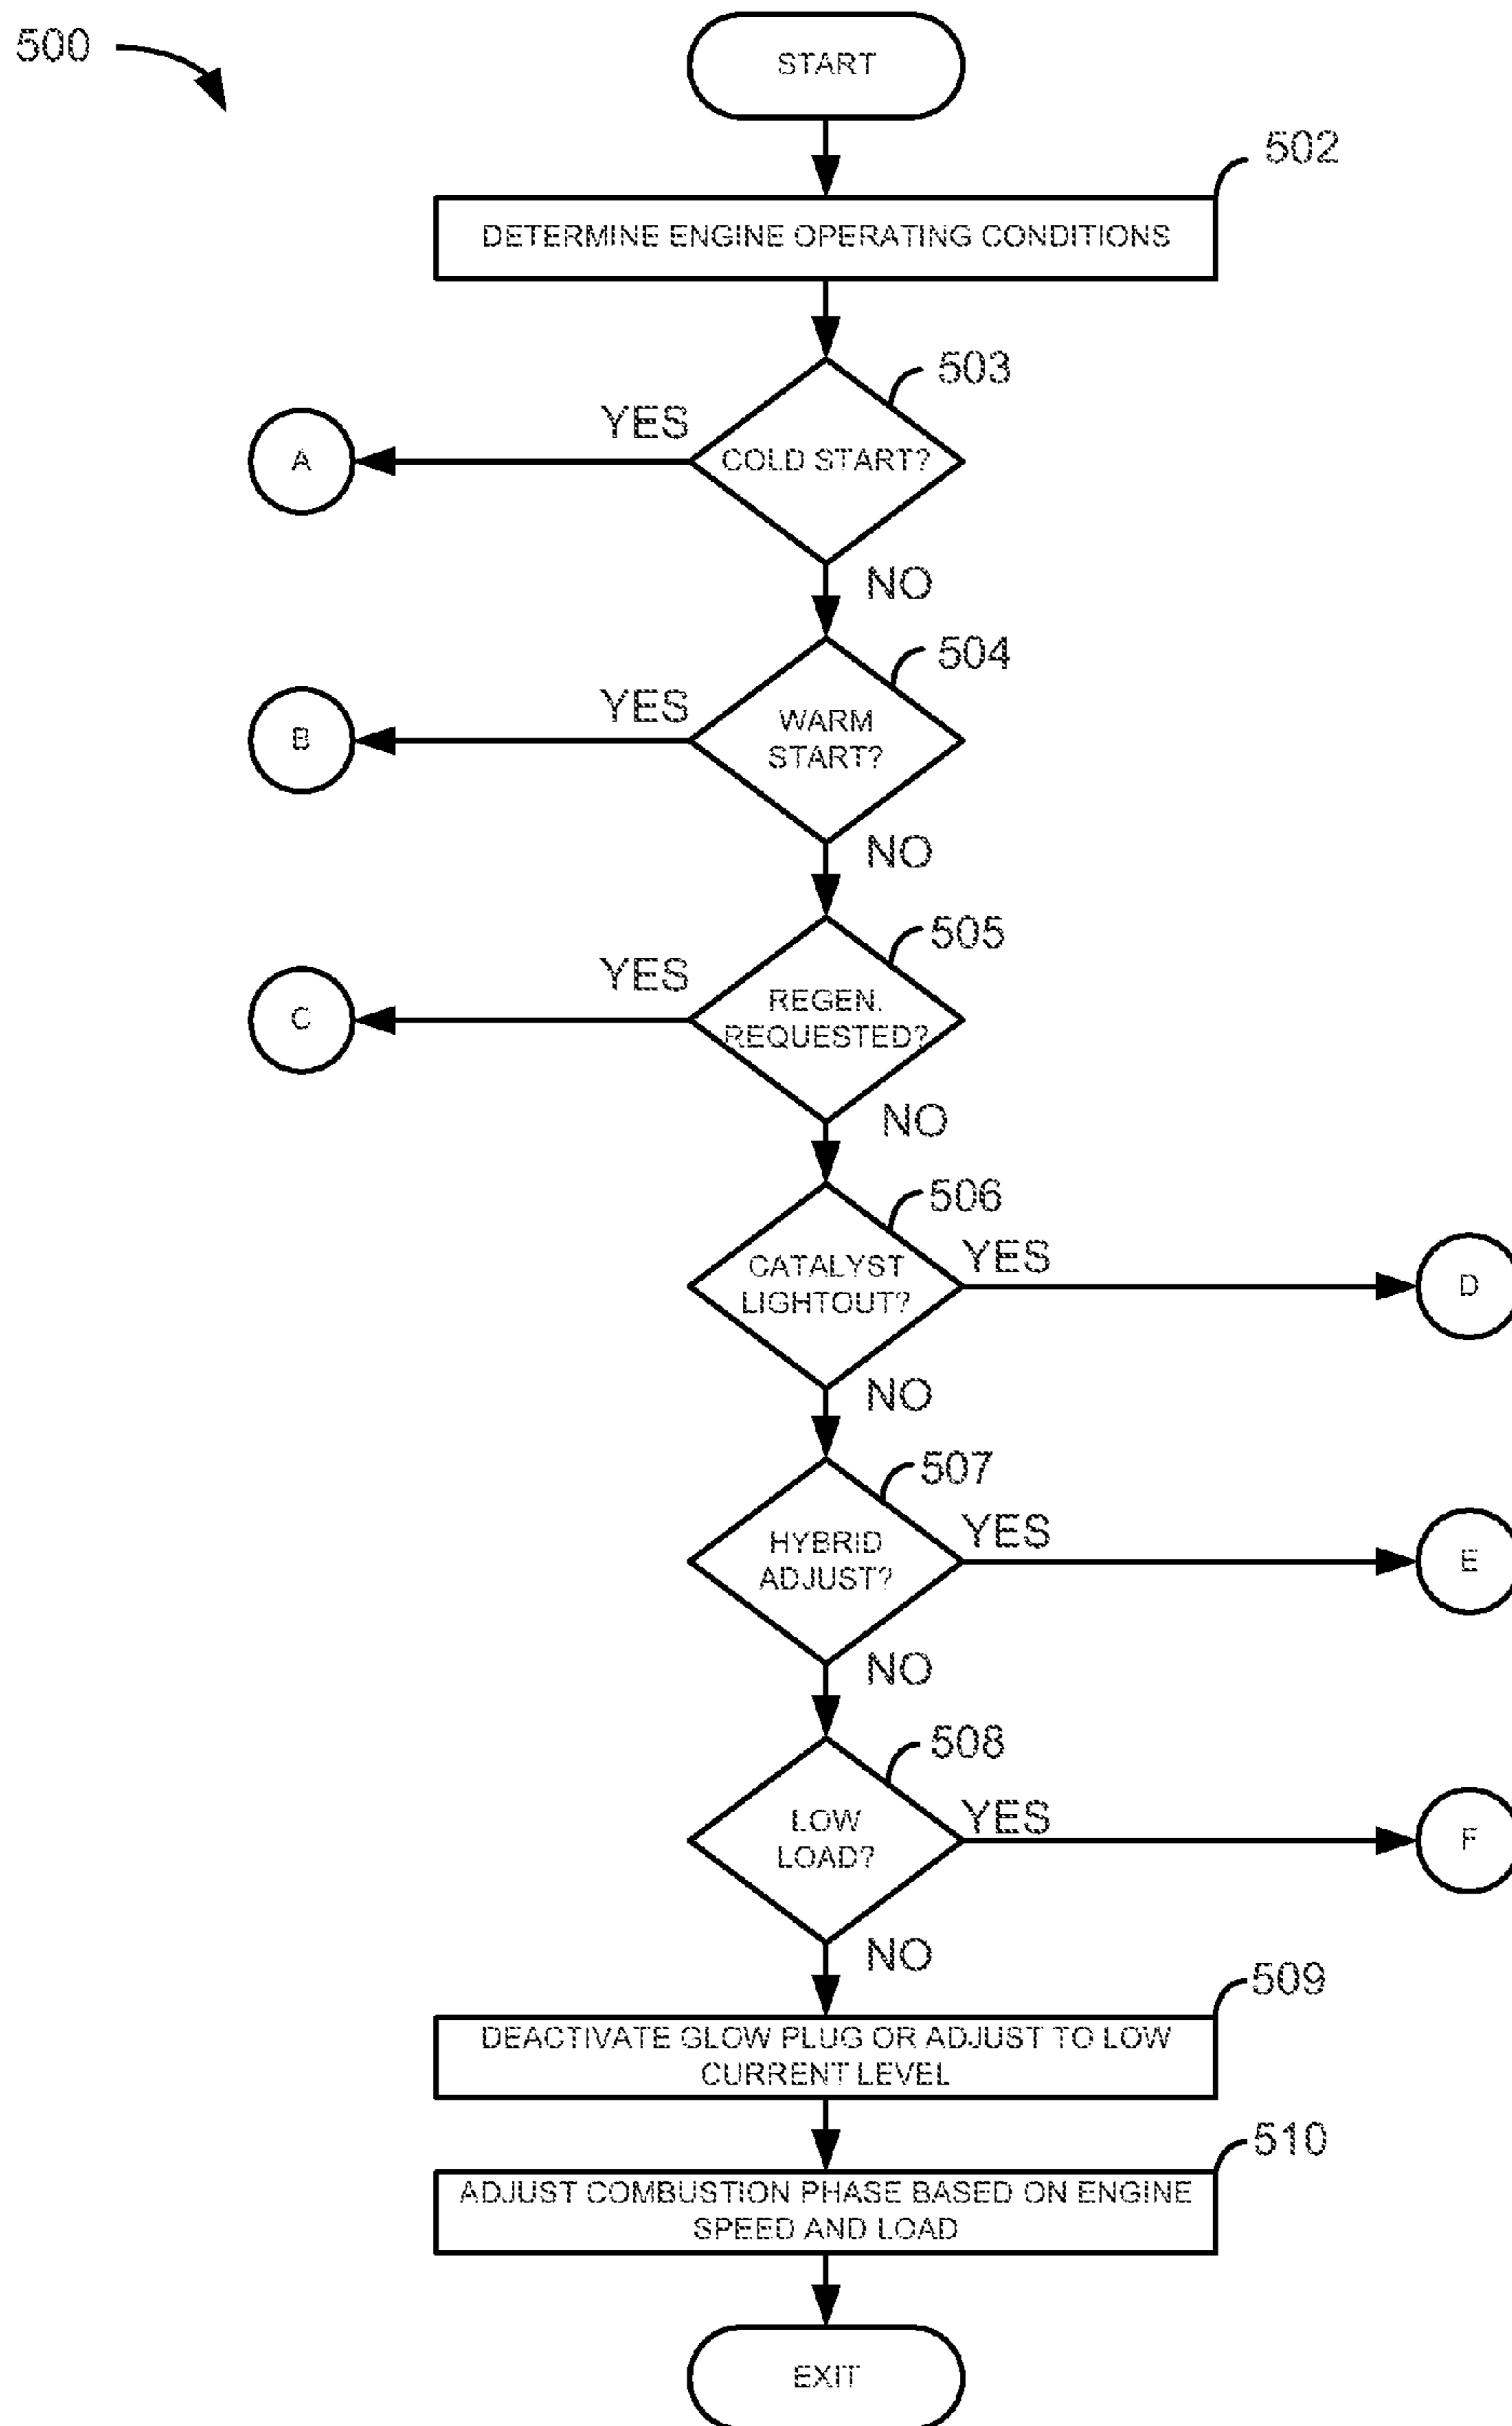 500
START
502
DETERMINE ENGINE OPERATING CONDITIONS
503
YES
A
COLD START?
NO
504
YES
B
WARM
START?
NO
505
YES
C
REGEN.
REQUESTED?
NO
506
CATALYST
LIGHTOUT?
YES
D
NO
507
HYBRID
ADJUST?
YES
E
NO
508
LOW
LOAD?
YES
F
NO
509
DEACTIVATE GLOW PLUG OR ADJUST TO LOW
CURRENT LEVEL
510
ADJUST COMBUSTION PHASE BASED ON ENGINE
SPEED AND LOAD
EXIT